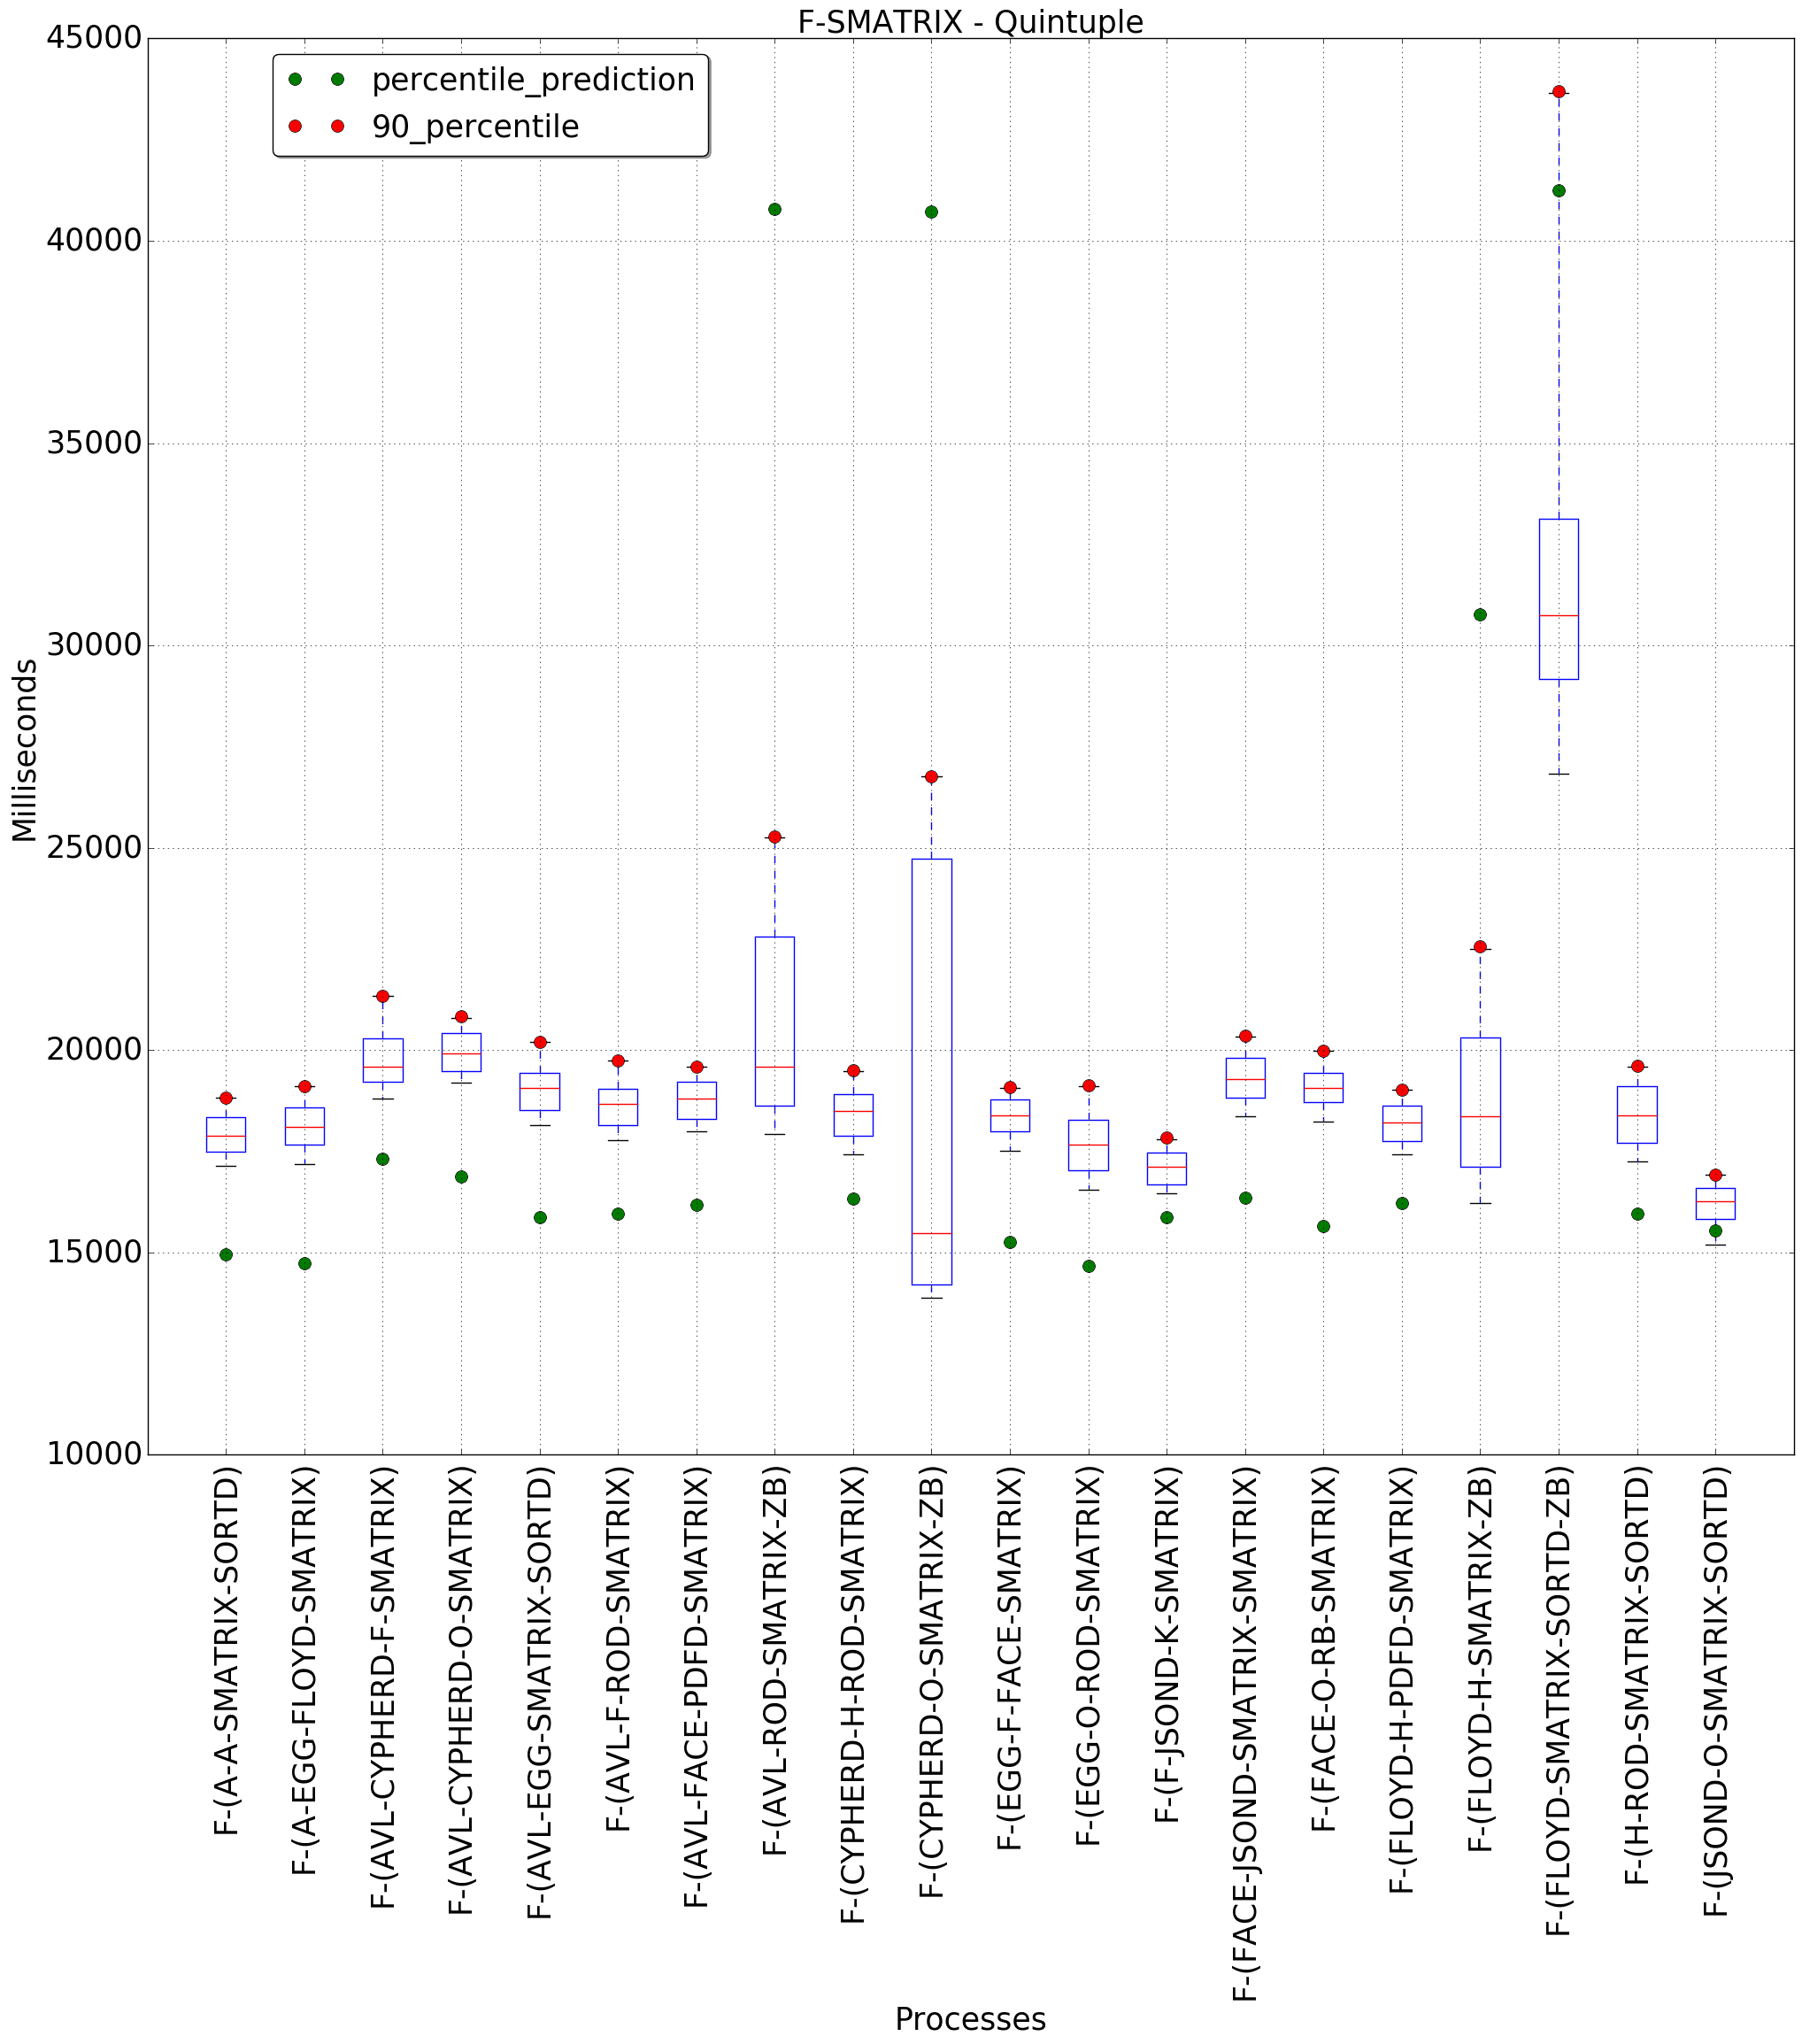 F-SMATRIX - Quintuple
percentile_prediction
90_percentile
45000
40000
35000
30000
25000
20000
15000
10000
Milliseconds
F-(A-A-SMATRIX-SORTD)
F-(A-EGG-FLOYD-SMATRIX)
F-(AVL-CYPHERD-F-SMATRIX)
F-(AVL-CYPHERD-O-SMATRIX)
F-(AVL-EGG-SMATRIX-SORTD)
F-(AVL-F-ROD-SMATRIX)
F-(AVL-FACE-PDFD-SMATRIX)
F-(AVL-ROD-SMATRIX-ZB)
F-(CYPHERD-H-ROD-SMATRIX)
F-(CYPHERD-O-SMATRIX-ZB)
F-(EGG-F-FACE-SMATRIX)
F-(EGG-O-ROD-SMATRIX)
F-(F-JSOND-K-SMATRIX)
F-(FACE-JSOND-SMATRIX-SMATRIX)
F-(FACE-O-RB-SMATRIX)
F-(FLOYD-H-PDFD-SMATRIX)
F-(FLOYD-H-SMATRIX-ZB)
F-(FLOYD-SMATRIX-SORTD-ZB)
F-(H-ROD-SMATRIX-SORTD)
F-(JSOND-O-SMATRIX-SORTD)
Processes